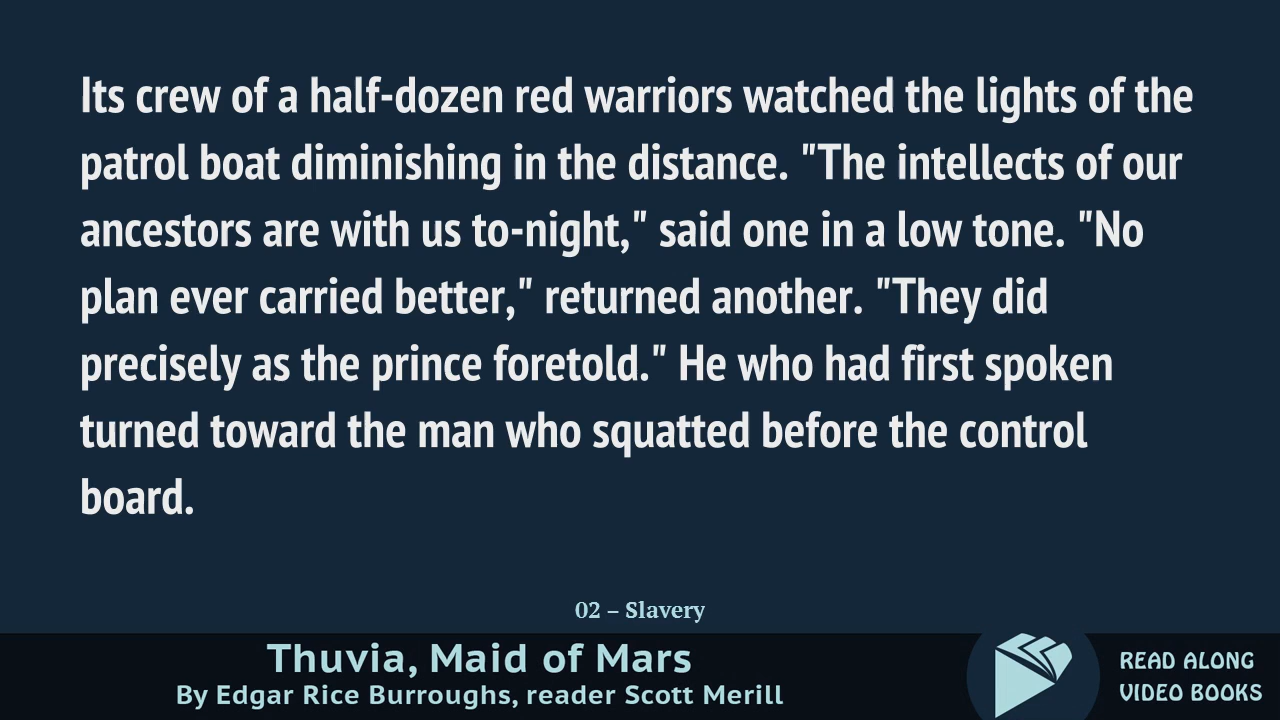 Its crew of a half-dozen red warriors watched the lights of the
patrol boat diminishing in the distance. "The intellects of our
ancestors are with us to-night," said one in a low tone. "No
plan ever carried better," returned another. "They did
precisely as the prince foretold." He who had first spoken
turned toward the man who squatted before the control
board.
02 – Slavery
Thuvia, Maid of Mars
By Edgar Rice Burroughs, reader Scott Merill
READ ALONG
VIDEO BOOKS